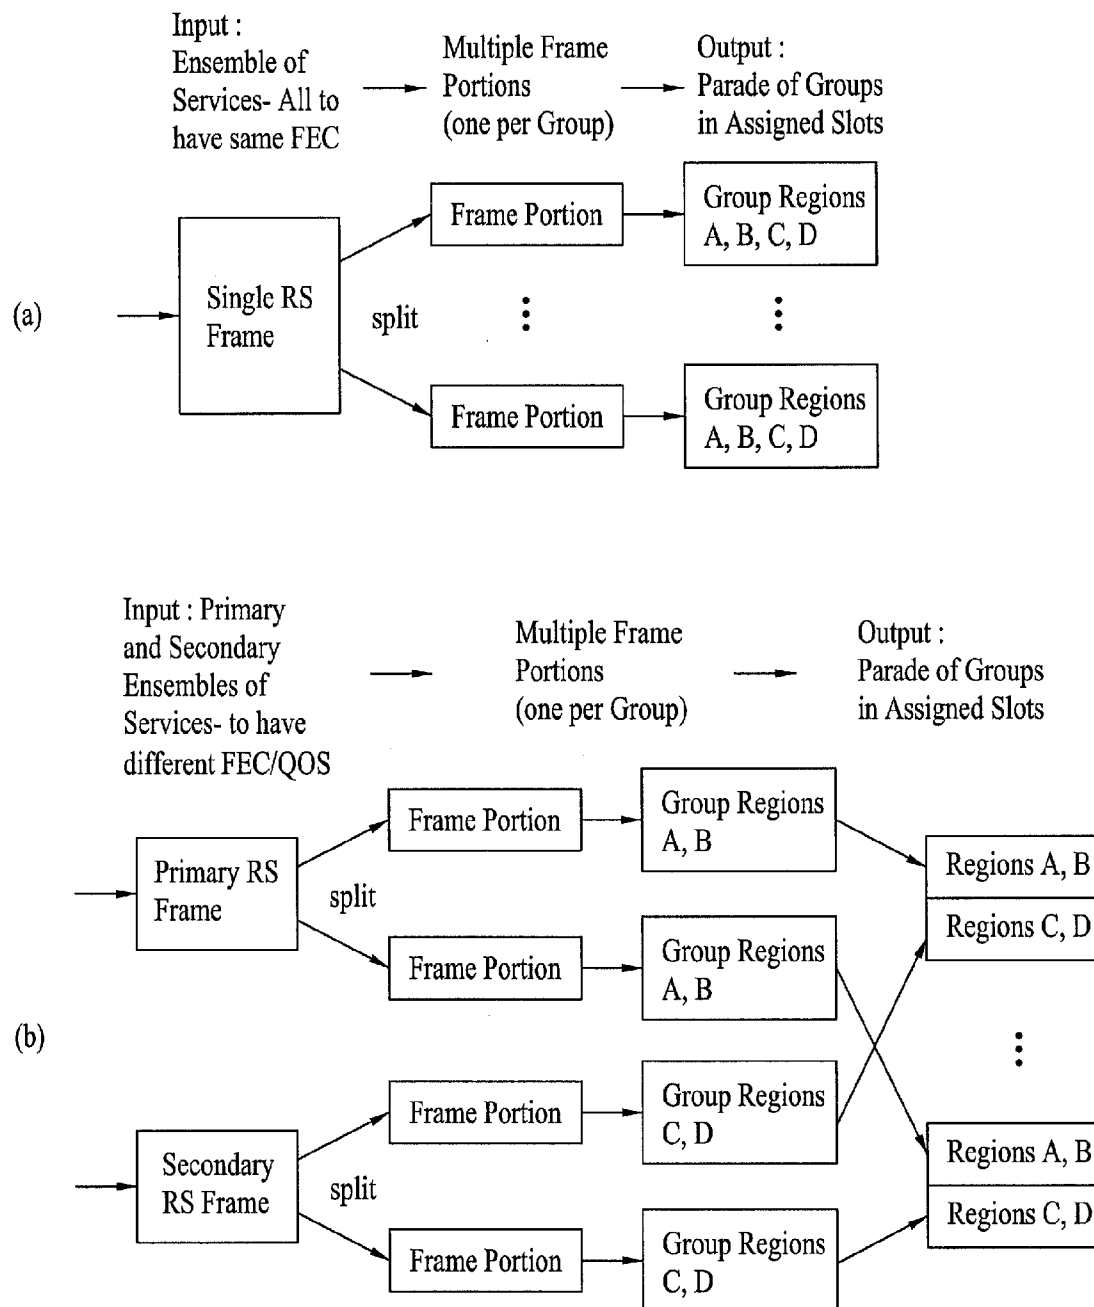 Input :
Ensemble of
Services- All to
have same FEC
Multiple Frame
Portions
(one per Group)
Output :
Parade of Groups
in Assigned Slots
(a)
Single RS
Frame
split
Frame Portion
Group Regions
A, B, C, D
Frame Portion
Group Regions
A, B, C, D
Input : Primary
and Secondary
Ensembles of
Services- to have
different FEC/QOS
Multiple Frame
Portions
(one per Group)
Output :
Parade of Groups
in Assigned Slots
(b)
Primary RS
Frame
split
Frame Portion
Group Regions
A, B
Frame Portion
Group Regions
A, B
Regions A, B
Regions C, D
Secondary
RS Frame
split
Frame Portion
Group Regions
C, D
Frame Portion
Group Regions
C, D
Regions A, B
Regions C, D